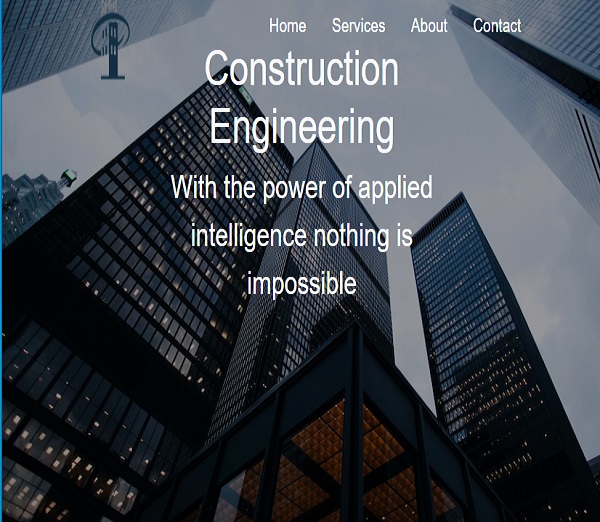 Home Services About Contact
Construction
Engineering
With the power of applied
intelligence nothing is
impossible